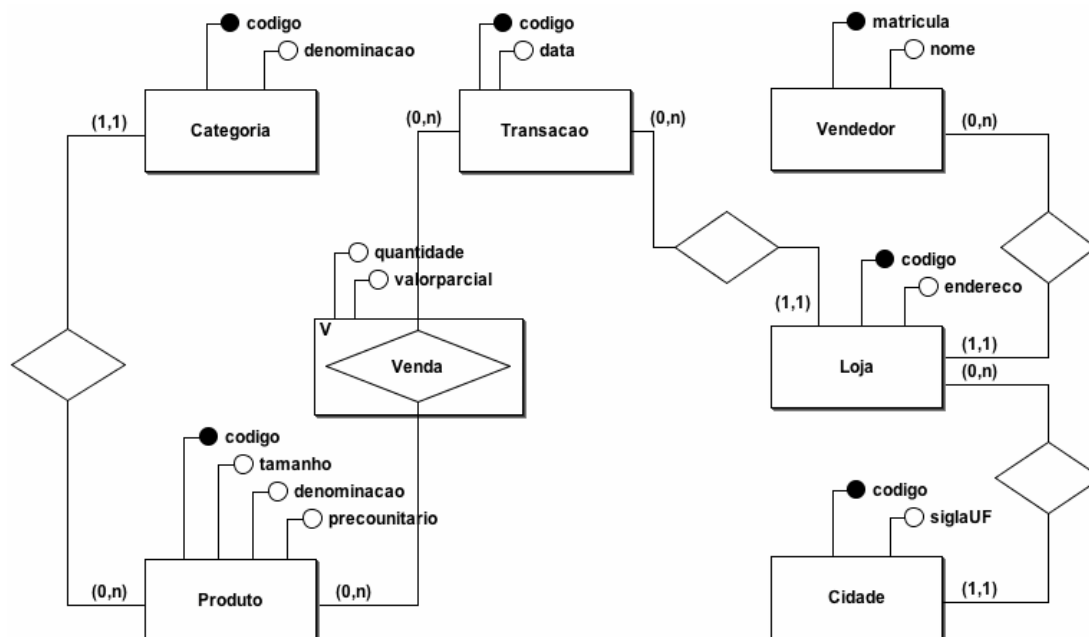 codigo
denominacao
(1,1)
Categoria
codigo
data
(0,n)
Transacao
(0,n)
matricula
nome
Vendedor
(0,n)
quantidade
valorparcial
V
Venda
codigo
endereco
(1,1)
Loja
(1,1)
(0,n)
codigo
tamanho
denominacao
precounitario
(0,n)
Produto
(0,n)
codigo
siglaUF
Cidade
(1,1)